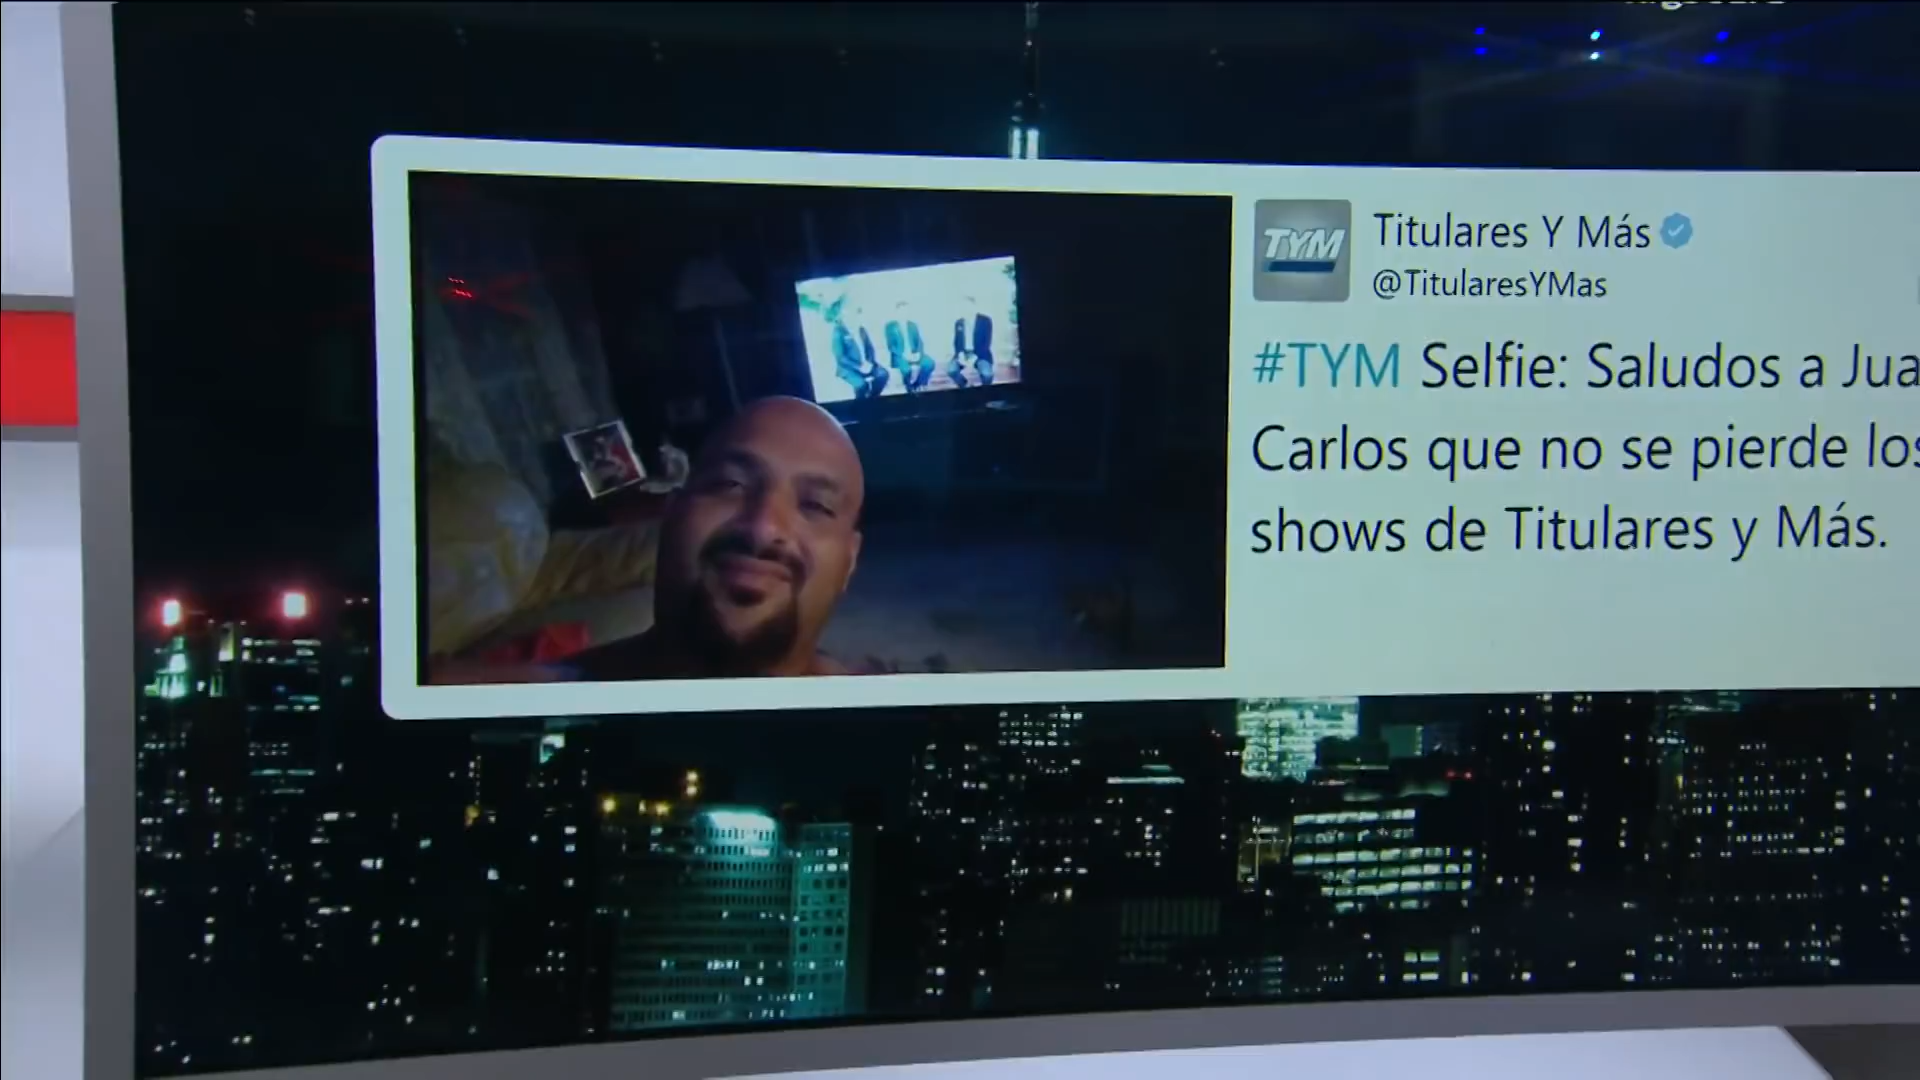 TYM
Titulares Y Más
@TitularesYMas
#TYM Selfie: Saludos a Jua
Carlos que no se pierde los
shows de Titulares y Más.